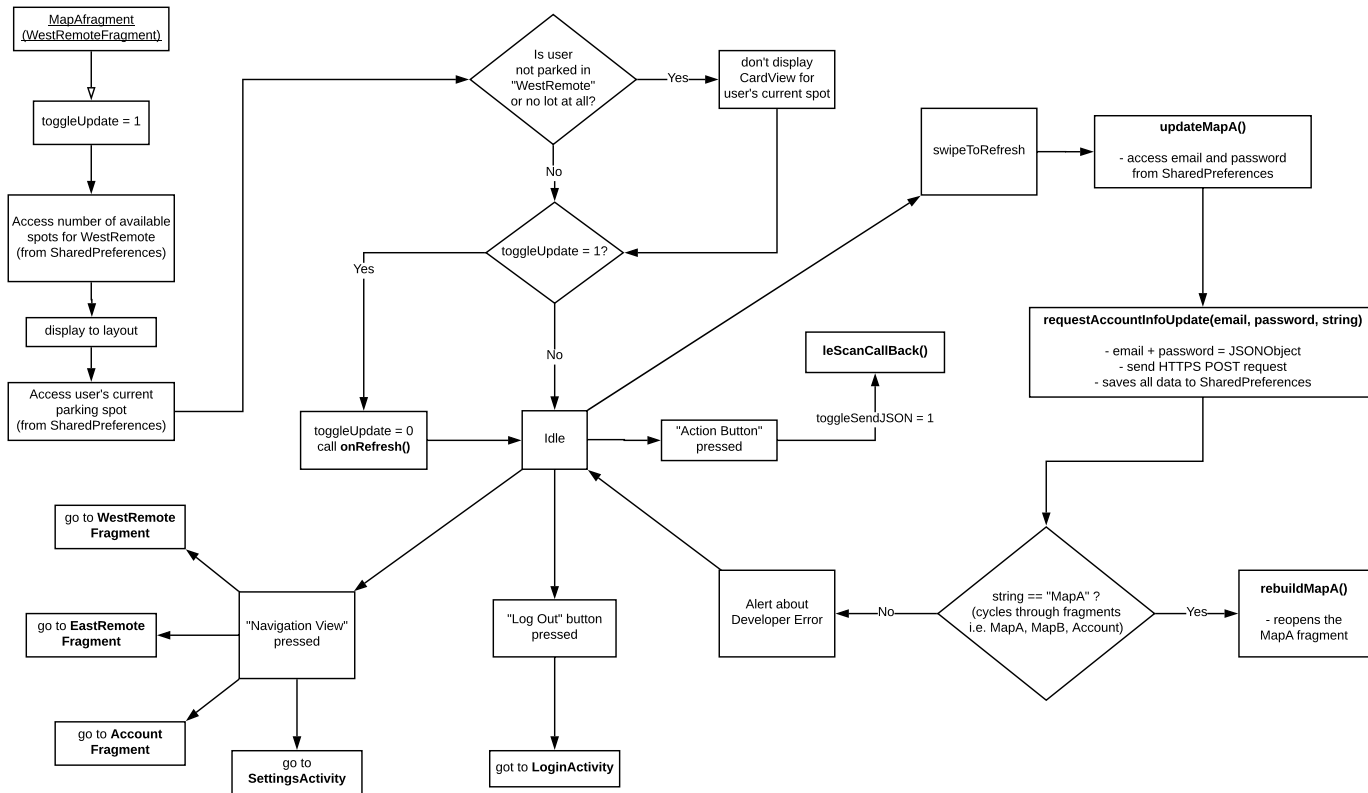 MapAfragment
(WestRemoteFragment)
toggleUpdate = 1
Access number of available
spots for WestRemote
(from SharedPreferences)
display to layout
Access user's current
parking spot
(from SharedPreferences)
Is user
not parked in
"WestRemote"
or no lot at all?
Yes
don't display
CardView for
user's current spot
No
toggleUpdate = 1?
Yes
No
toggleUpdate = 0
call onRefresh()
Idle
"Action Button"
pressed
toggleSendJSON = 1
leScanCallBack()
swipeToRefresh
updateMapA()
- access email and password
from SharedPreferences
requestAccountInfoUpdate(email, password, string)
- email + password = JSONObject
- send HTTPS POST request
- saves all data to SharedPreferences
string == "MapA" ?
(cycles through fragments
i.e. MapA, MapB, Account)
Yes
rebuildMapA()
- reopens the
MapA fragment
No
Alert about
Developer Error
"Navigation View"
pressed
go to WestRemote
Fragment
go to EastRemote
Fragment
go to Account
Fragment
go to
SettingsActivity
"Log Out" button
pressed
got to LoginActivity